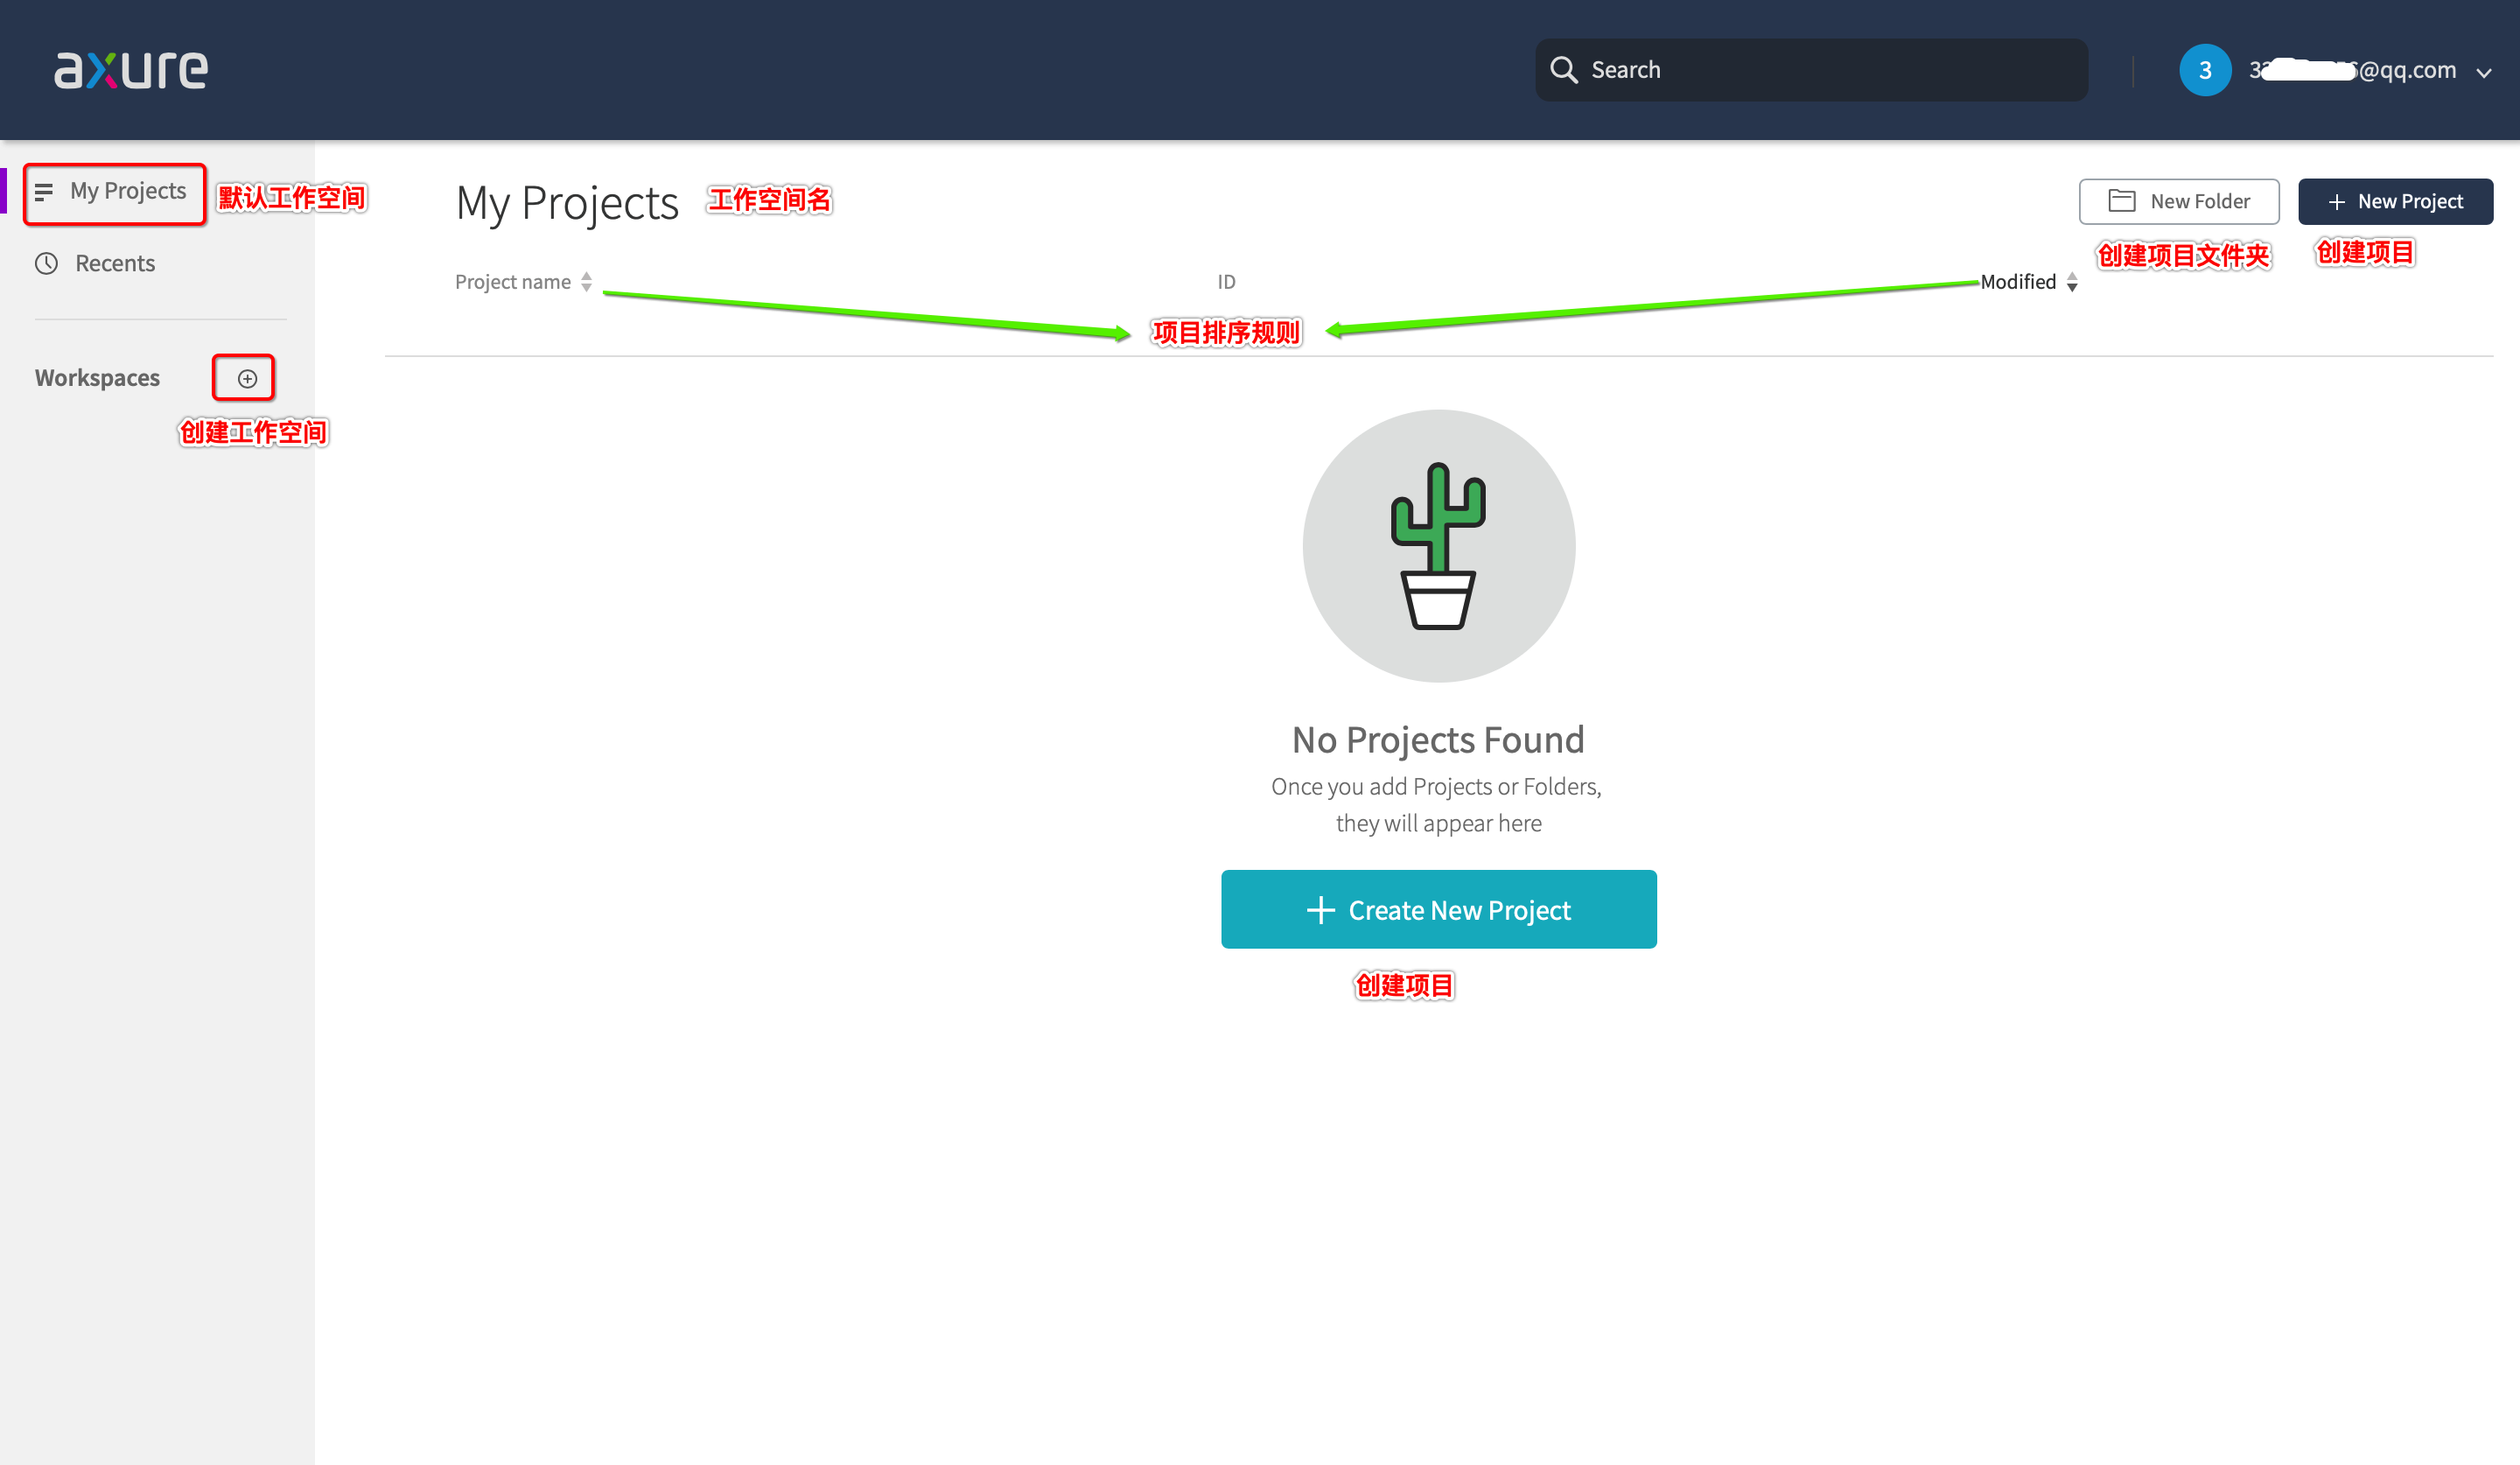 axure
Search
3
@qq.com
My Projects
默认工作空间
Recents
Workspaces
创建工作空间
My Projects
工作空间名
New Folder
New Project
创建项目文件夹
创建项目
Project name
ID
Modified
项目排序规则
No Projects Found
Once you add Projects or Folders,
they will appear here
Create New Project
创建项目